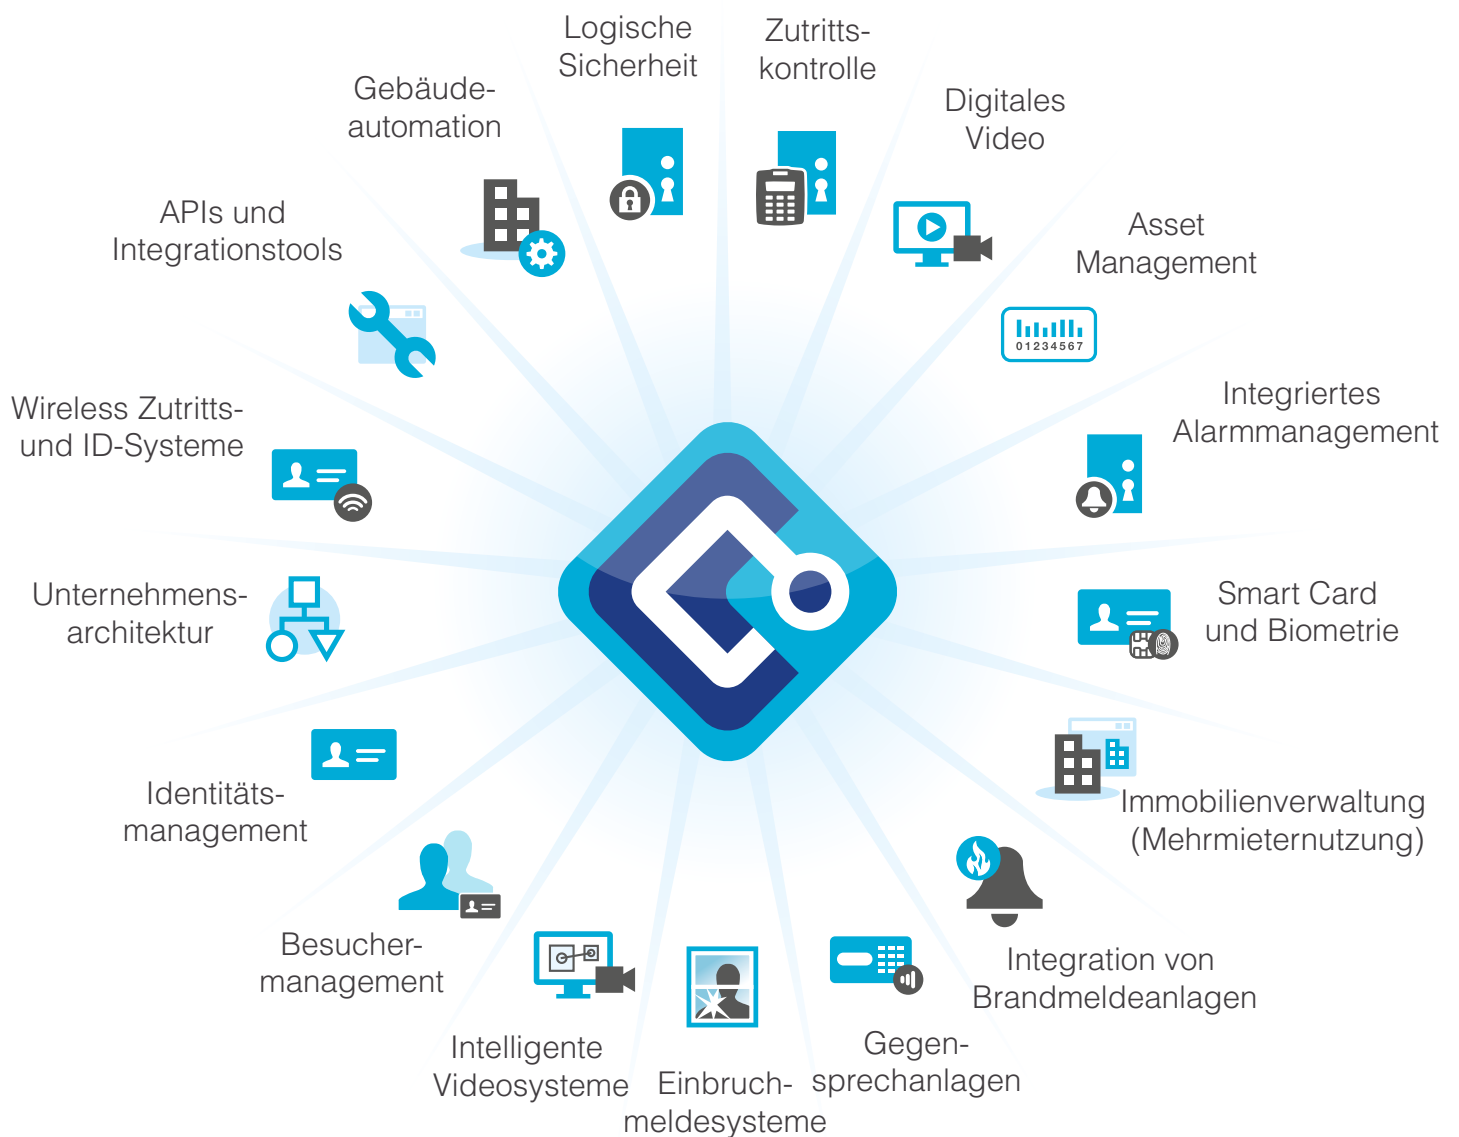 Logische
Sicherheit
Zutritts-
kontrolle
Digitales
Video
Asset
Management
01234567
Integriertes
Alarmmanagement
Smart Card
und Biometrie
Immobilienverwaltung
(Mehrmieternutzung)
Integration von
Brandmeldeanlagen
Gegen-
sprechanlagen
Einbruch-
meldesysteme
Intelligente
Videosysteme
Besucher-
management
Identitäts-
management
Unternehmens-
architektur
Wireless Zutritts-
und ID-Systeme
APIs und
Integrationstools
Gebäude-
automation